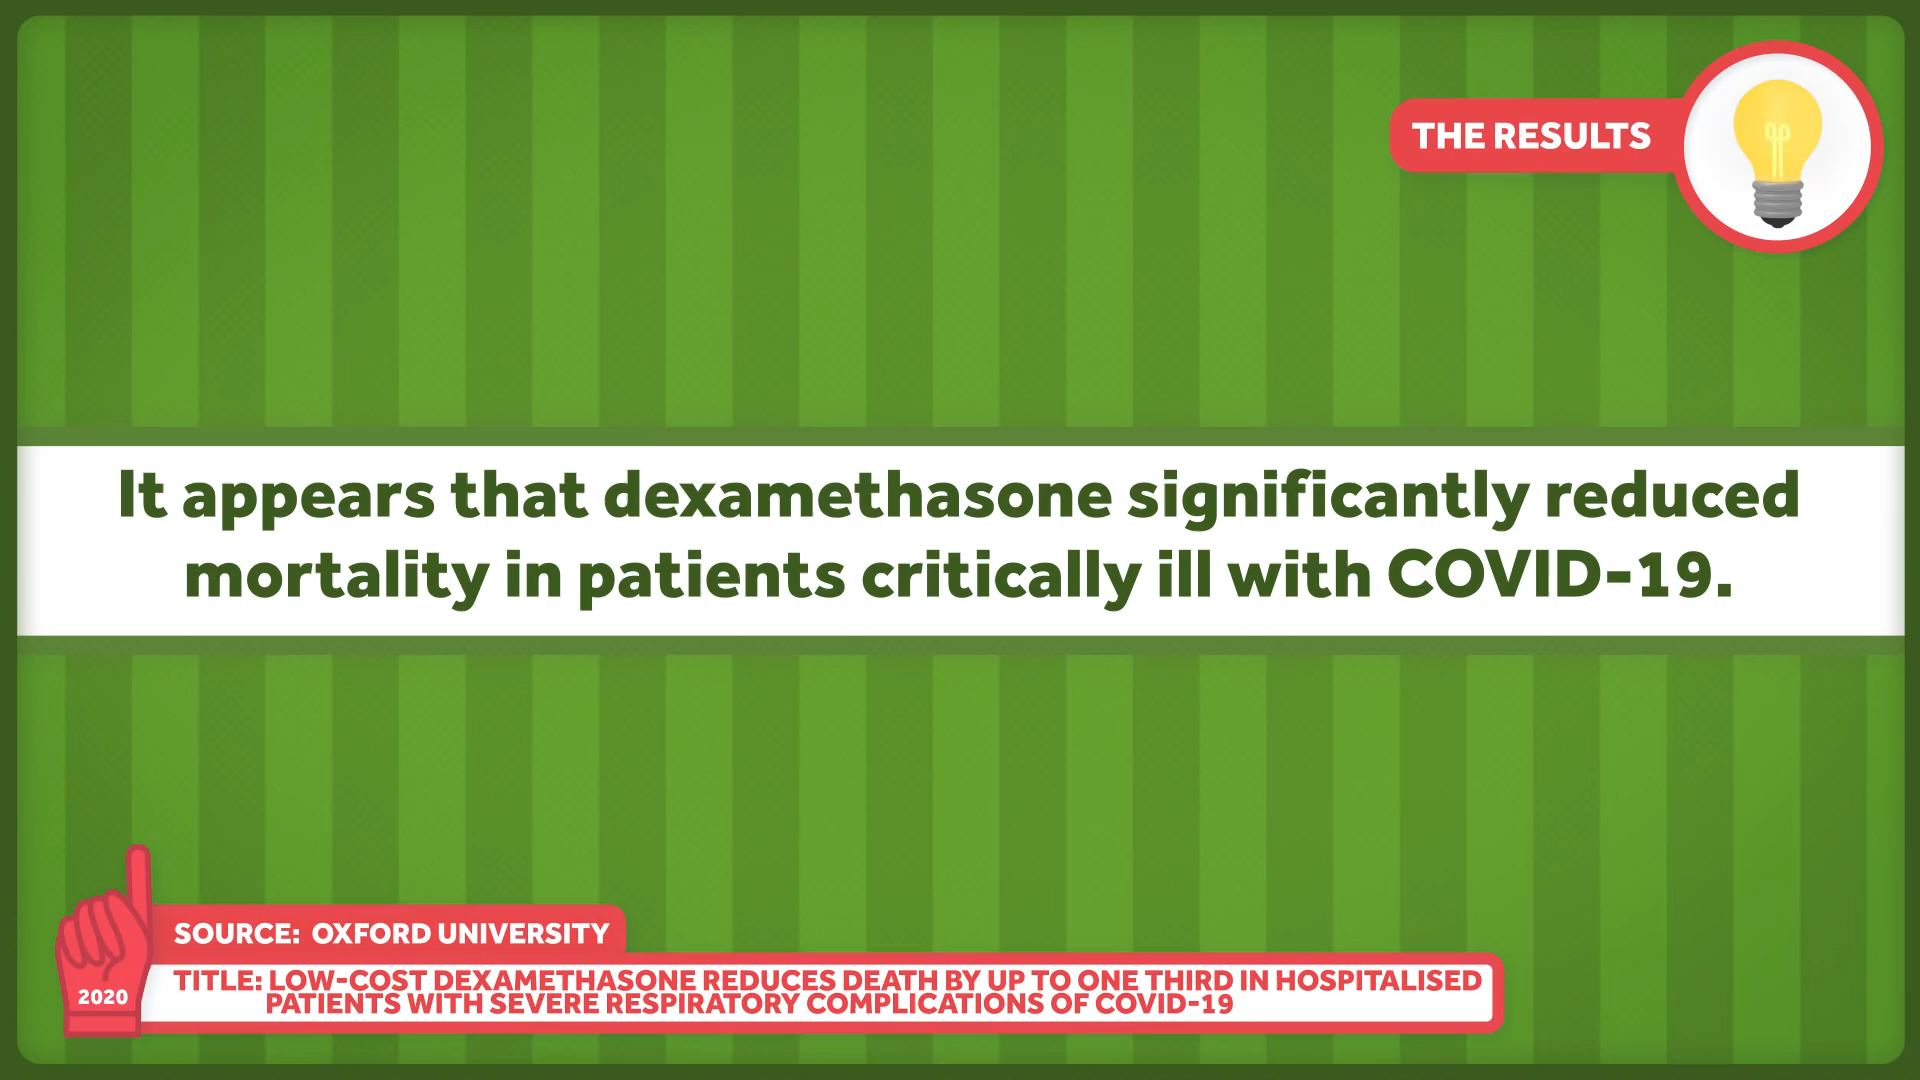 THE RESULTS
It appears that dexamethasone significantly reduced
mortality in patients critically ill with COVID-19.
SOURCE: OXFORD UNIVERSITY
TITLE: LOW-COST DEXAMETHASONE REDUCES DEATH BY UP TO ONE THIRD IN HOSPITALISED
PATIENTS WITH SEVERE RESPIRATORY COMPLICATIONS OF COVID-19
2020